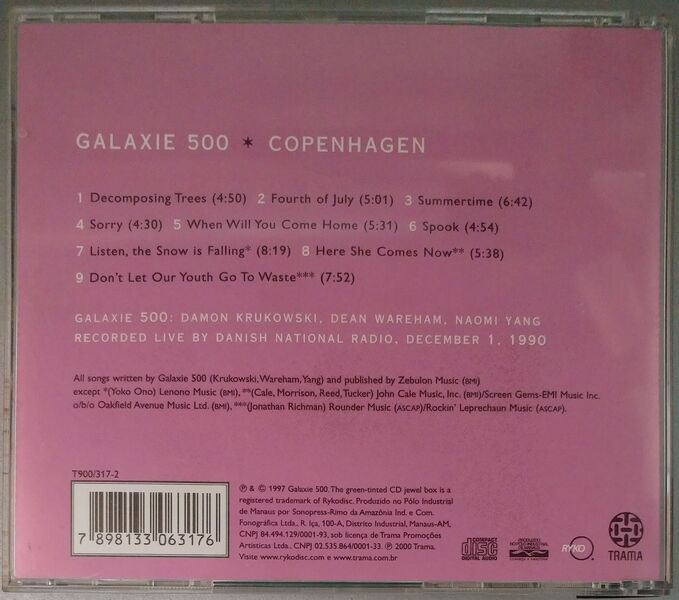 GALAXIE 500 * COPENHAGEN
1 Decomposing Trees (4:50) 2 Fourth of July (5:01) 3 Summertime (6:42)
4 Sorry (4:30) 5 When Will You Come Home (5:31) 6 Spook (4:54)
7 Listen, the Snow is Falling* (8:19) 8 Here She Comes Now** (5:38)
9 Don't Let Our Youth Go To Waste*** (7:52)
GALAXIE 500: DAMON KRUKOWSKI, DEAN WAREHAM, NAOMI YANG
RECORDED LIVE BY DANISH NATIONAL RADIO, DECEMBER 1, 1990
All songs written by Galaxie 500 (Krukowski, Wareham, Yang) and published by Zebulon Music (BMI)
except *(Yoko Ono) Lenono Music (BMI), **(Cale, Morrison, Reed, Tucker) John Cale Music, Inc. (BMI)/Screen Gems-EMI Music Inc.
o/b/o Oakfield Avenue Music Ltd. (BMI), ***(Jonathan Richman) Rounder Music (ASCAP)/Rockin' Leprechaun Music (ASCAP).
T900/317-2
7 898133 063176
℗ & © 1997 Galaxie 500. The green-tinted CD jewel box is a
registered trademark of Rykodisc. Produzido no Pólo Industrial
de Manaus por Sonopress-Rimo da Amazônia Ind. e Com.
Fonográfica Ltda., R. Iça, 100-A, Distrito Industrial, Manaus-AM,
CNPJ 84.494.129/0001-93, sob licença de Trama Promoções
Artísticas Ltd., CNPJ 02.535.864/0001-33. ℗ 2000 Trama.
Visite www.rykodisc.com e www.trama.com.br
COMPACT
disc
DIGITAL AUDIO
RYKO
TRAMA